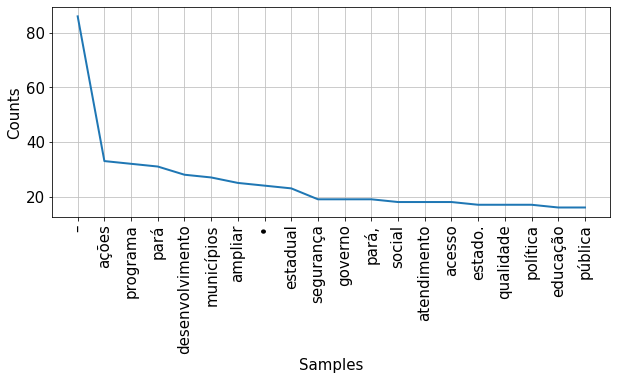 80
60
40
20
Counts
–
ações
programa
pará
desenvolvimento
municípios
ampliar
•
estadual
segurança
governo
pará,
social
atendimento
acesso
estado.
qualidade
política
educação
pública
Samples